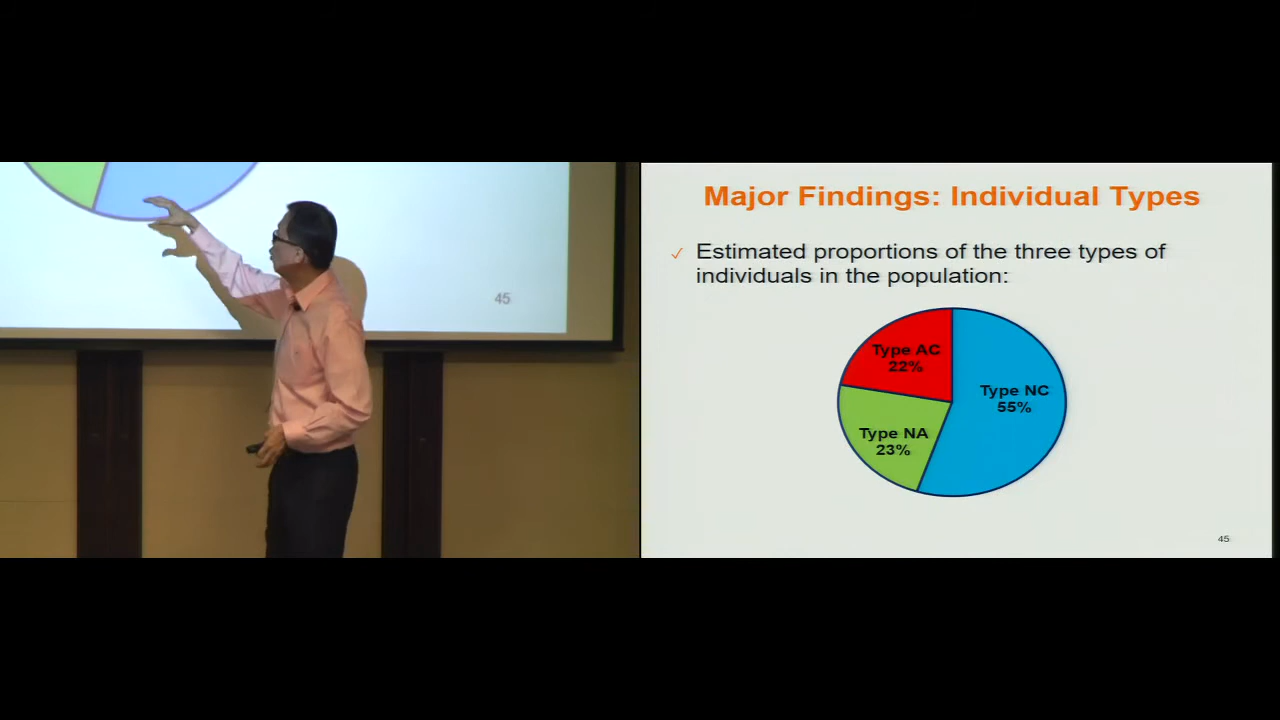 45
Major Findings: Individual Types
✓ Estimated proportions of the three types of
individuals in the population:
Type AC
22%
Type NC
55%
Type NA
23%
45